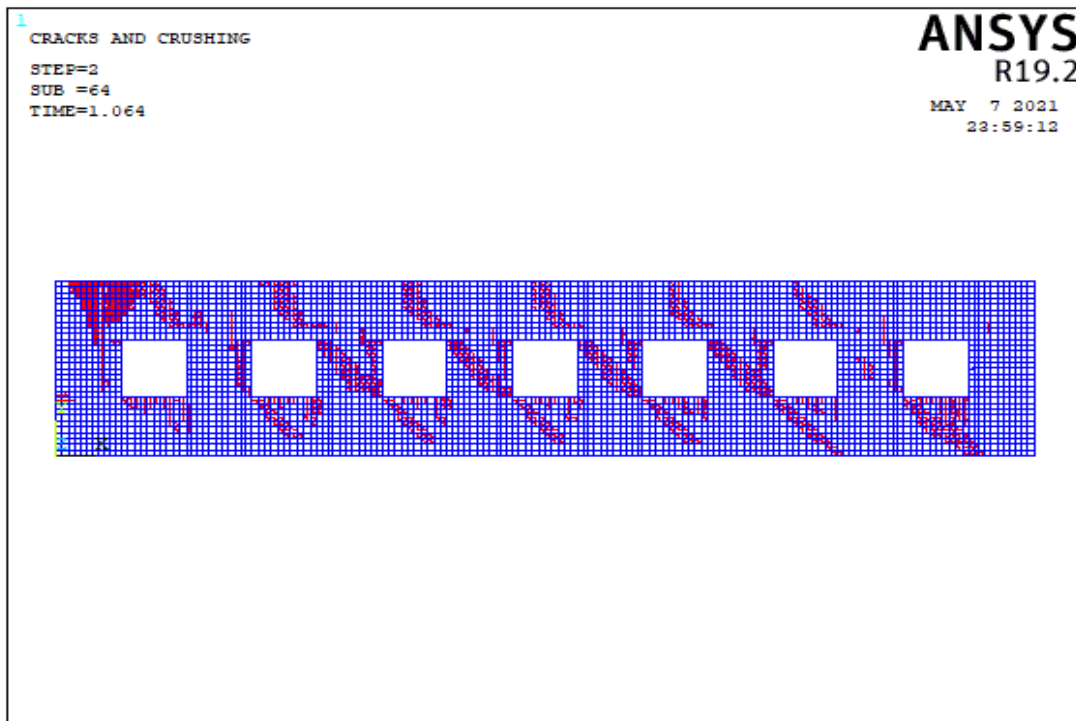 1
CRACKS AND CRUSHING
STEP=2
SUB =64
TIME=1.064
ANSYS
R19.2
MAY 7 2021
23:59:12
X